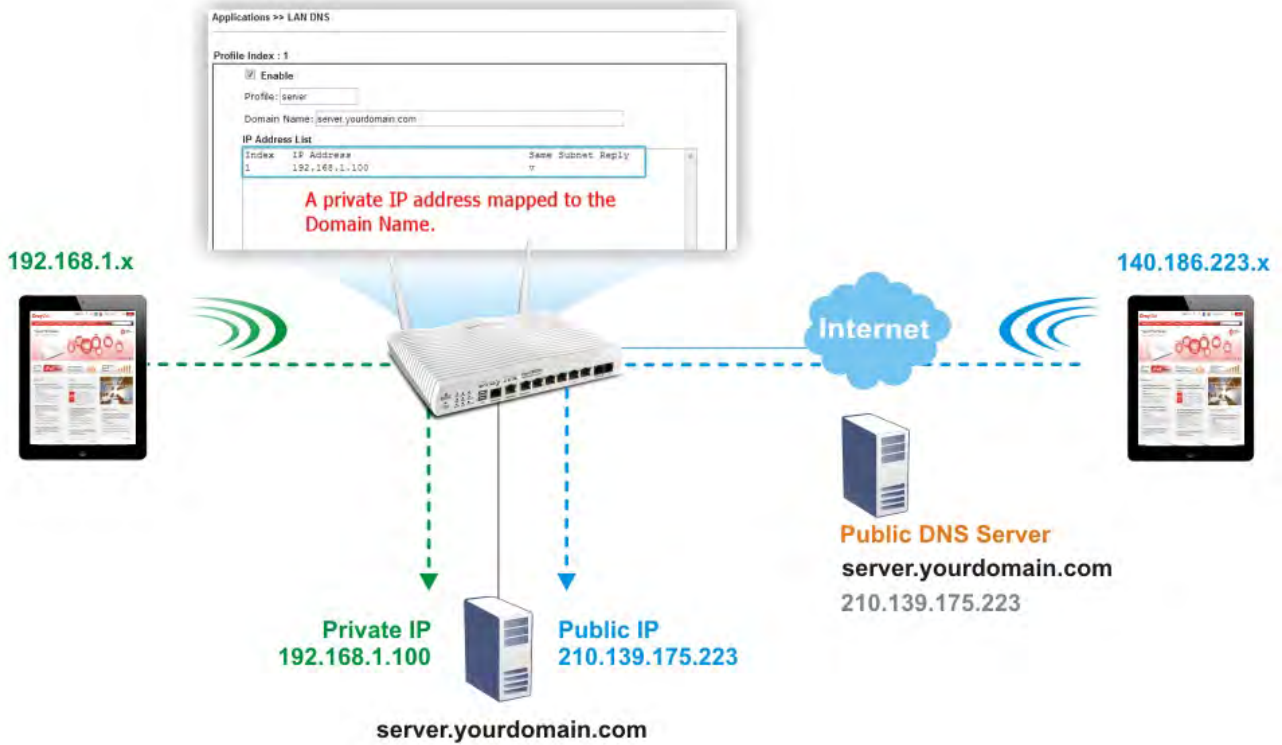 Applications >> LAN DNS
Profile Index : 1
Enable
Profile: server
Domain Name: server.yourdomain.com
IP Address List
Index IP Address Same Subnet Reply
1 192.168.1.100 v
A private IP address mapped to the
Domain Name.
192.168.1.x
140.186.223.x
Internet
Public DNS Server
server.yourdomain.com
210.139.175.223
Private IP
192.168.1.100
Public IP
210.139.175.223
server.yourdomain.com